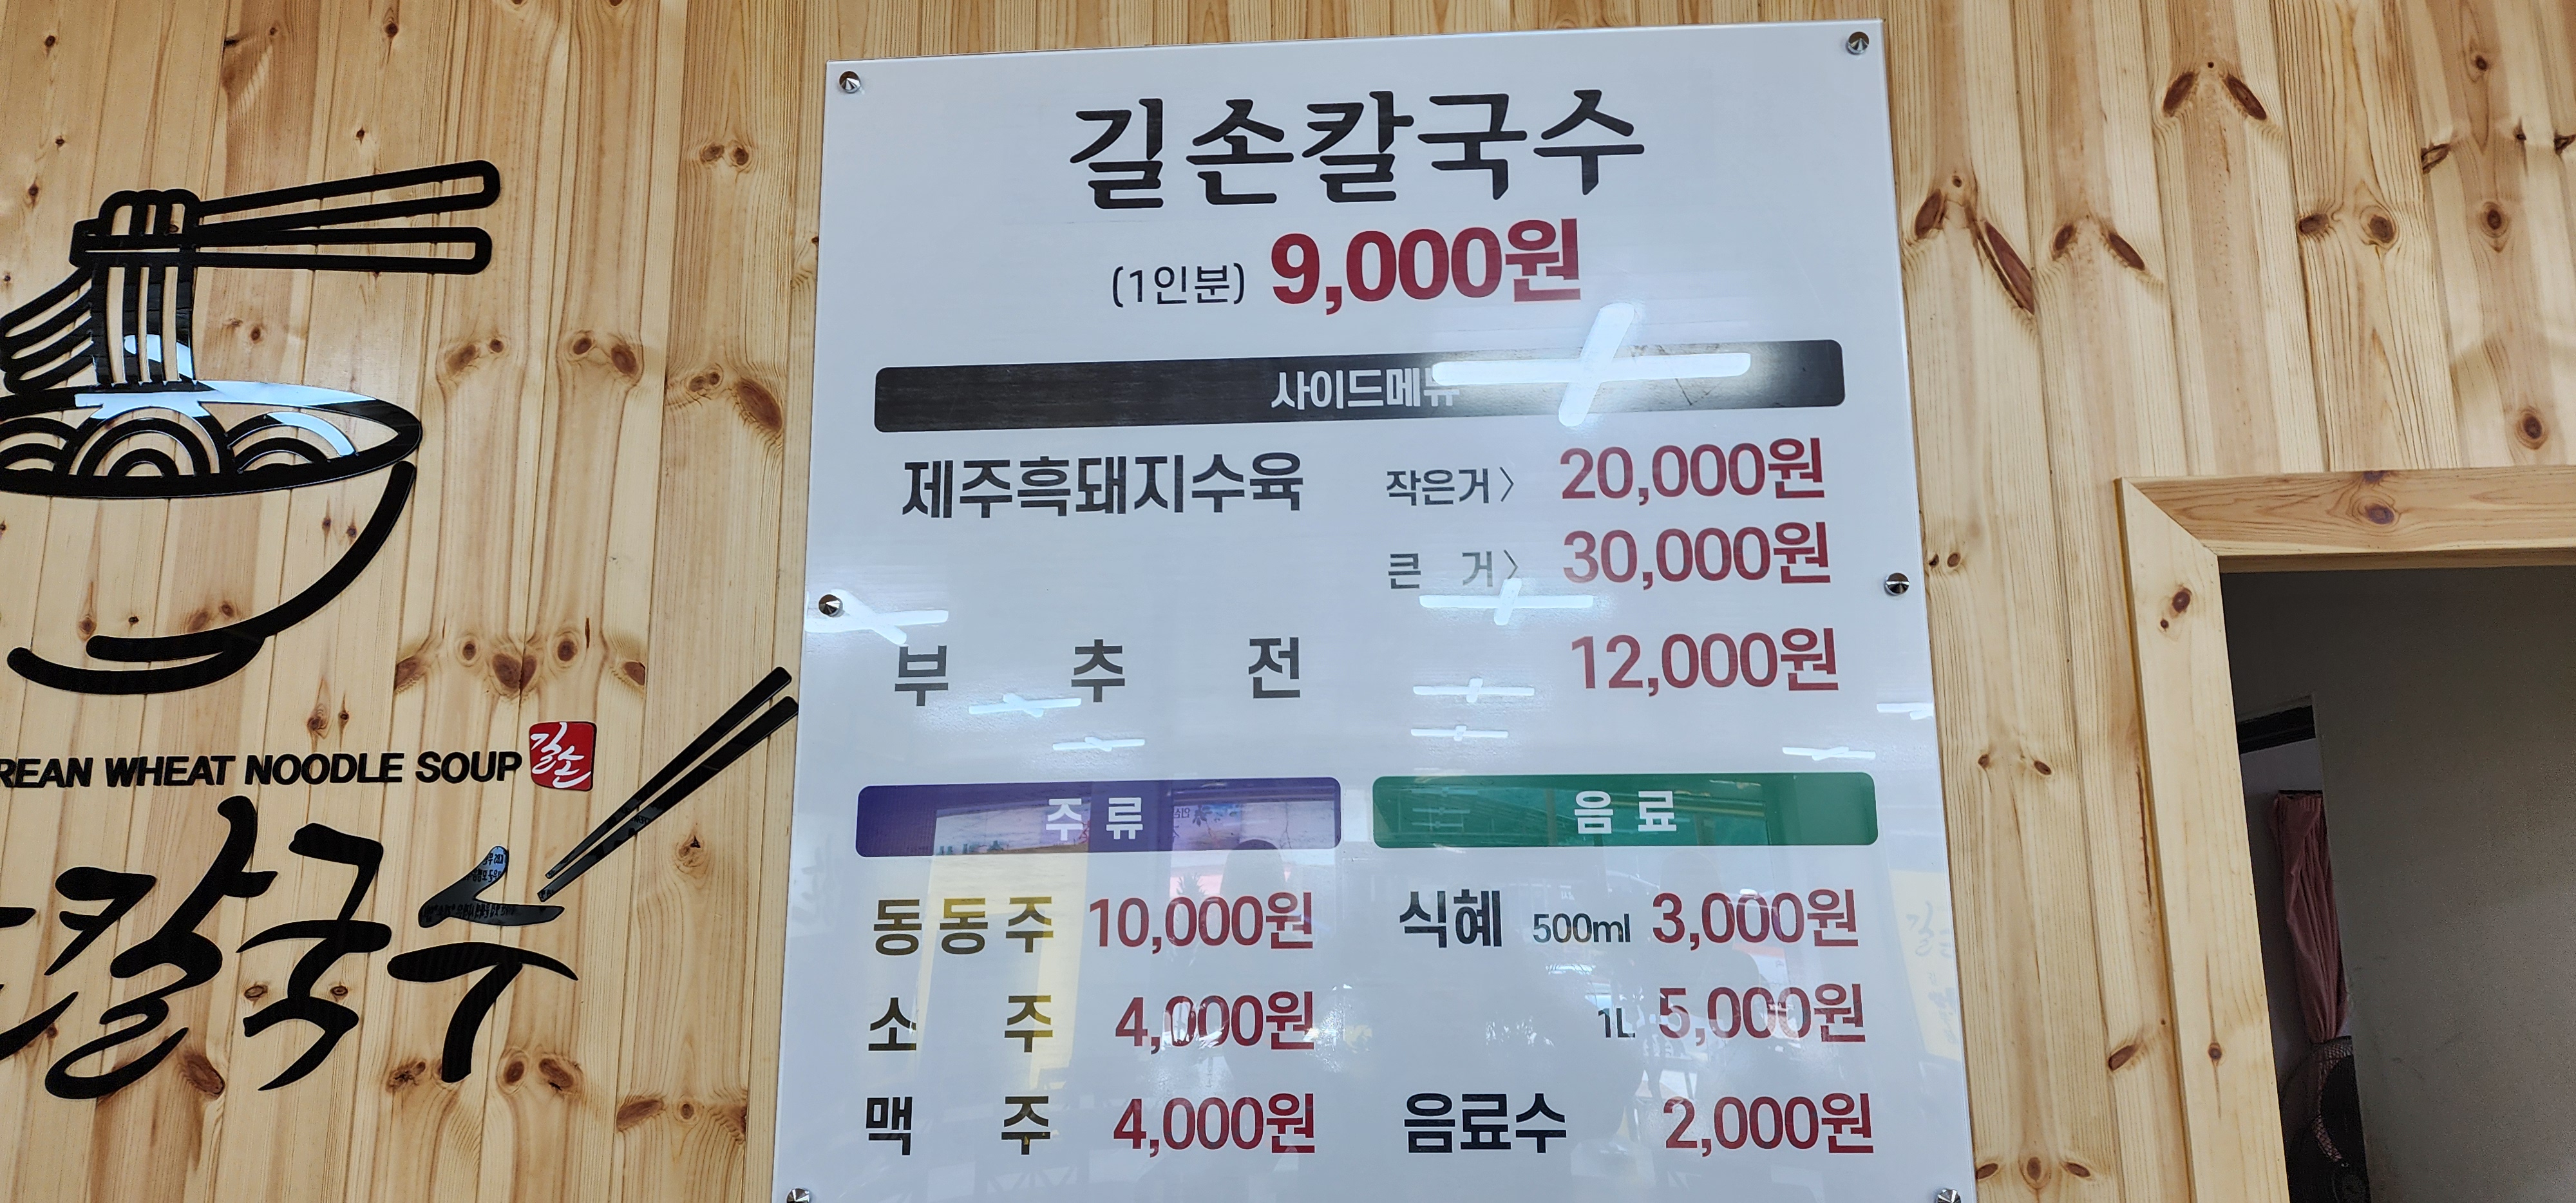 길손칼국수
(1인분) 9,000원
사이드메뉴
제주흑돼지수육 작은거〉 20,000원
큰 거〉 30,000원
부 추 전 12,000원
주 류
동 동 주 10,000원
소 주 4,000원
맥 주 4,000원
음 료
식혜 500ml 3,000원
1L 5,000원
음료수 2,000원
REAN WHEAT NOODLE SOUP 길손
칼국수